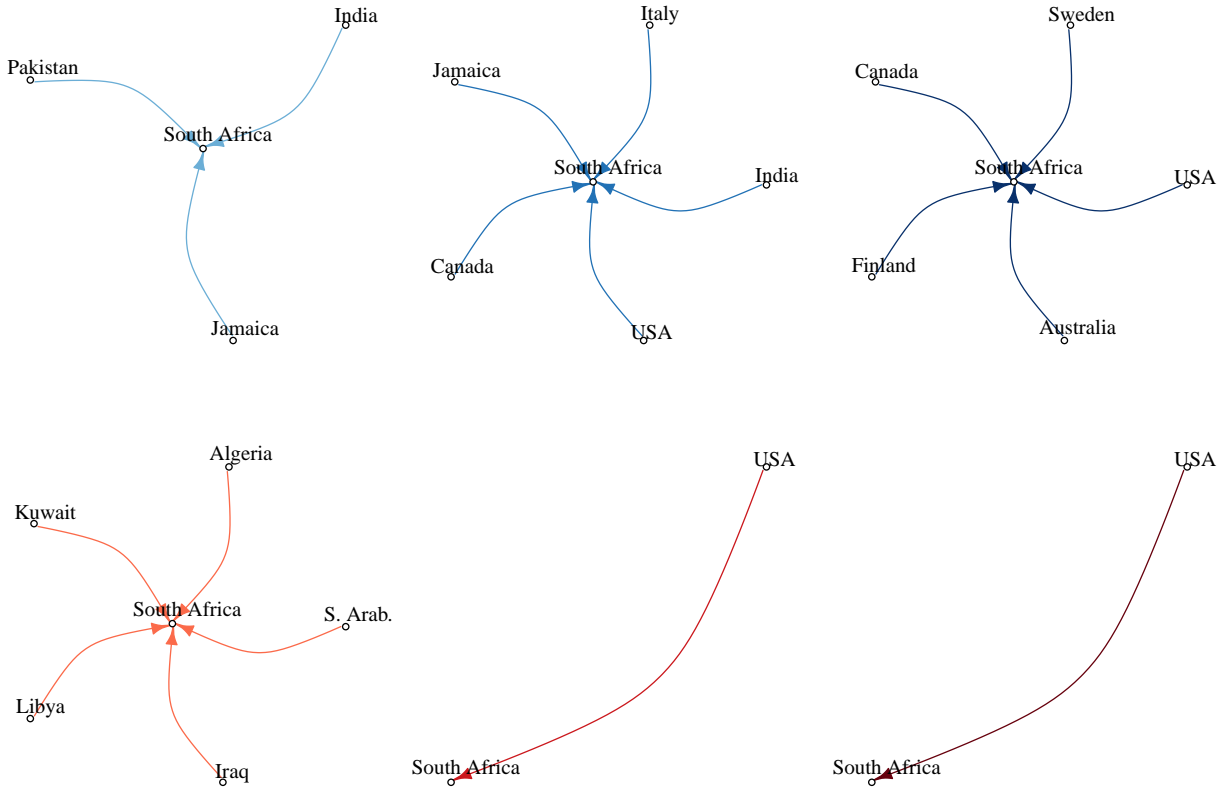 India
Pakistan
South Africa
Jamaica
Italy
Jamaica
South Africa
India
Canada
USA
Sweden
Canada
South Africa
USA
Finland
Australia
Algeria
Kuwait
South Africa
S. Arab.
Libya
Iraq
USA
South Africa
USA
South Africa